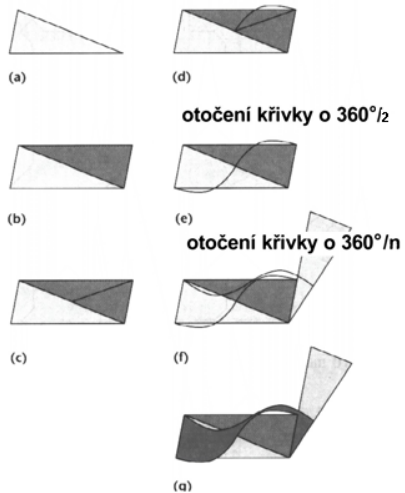 (a)
(d)
otočení křivky o 360°/2
(b)
(e)
otočení křivky o 360°/n
(c)
(f)
(g)